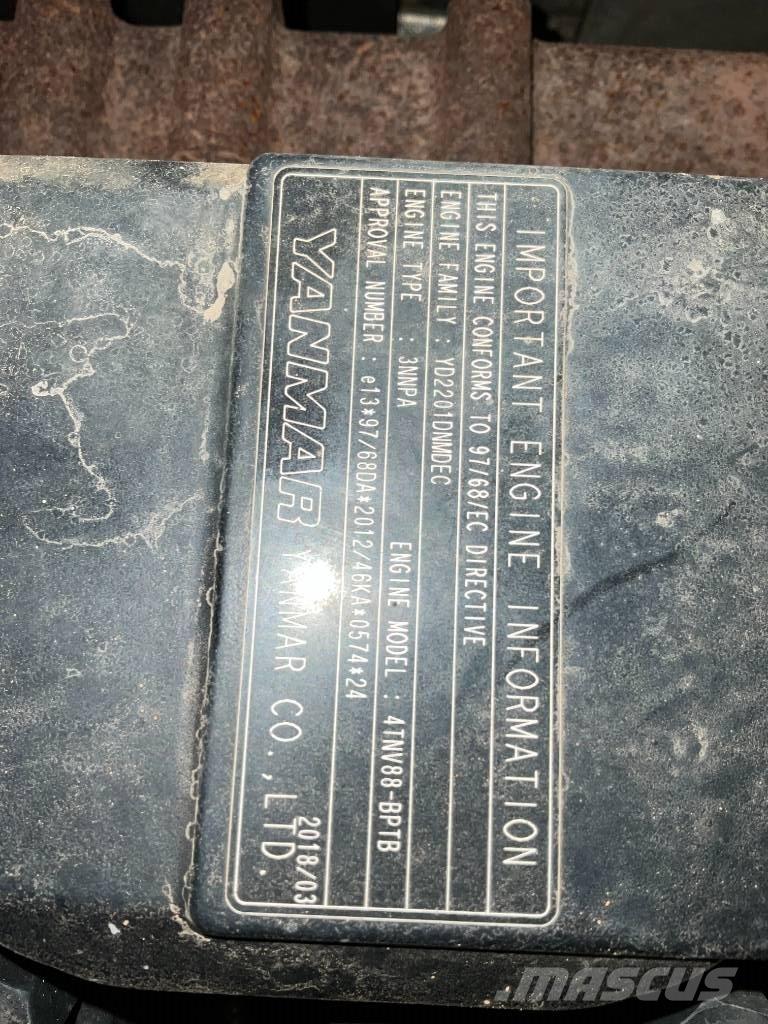 IMPORTANT ENGINE INFORMATION
THIS ENGINE CONFORMS TO 97/68/EC DIRECTIVE
ENGINE FAMILY : YD2201DNMDEC
ENGINE TYPE : 3NNPA ENGINE MODEL : 4TNV88-BPTB
APPROVAL NUMBER : e13*97/68DA*2012/46KA*0574*24
2018/03
YANMAR YANMAR CO.,LTD.
MASCUS